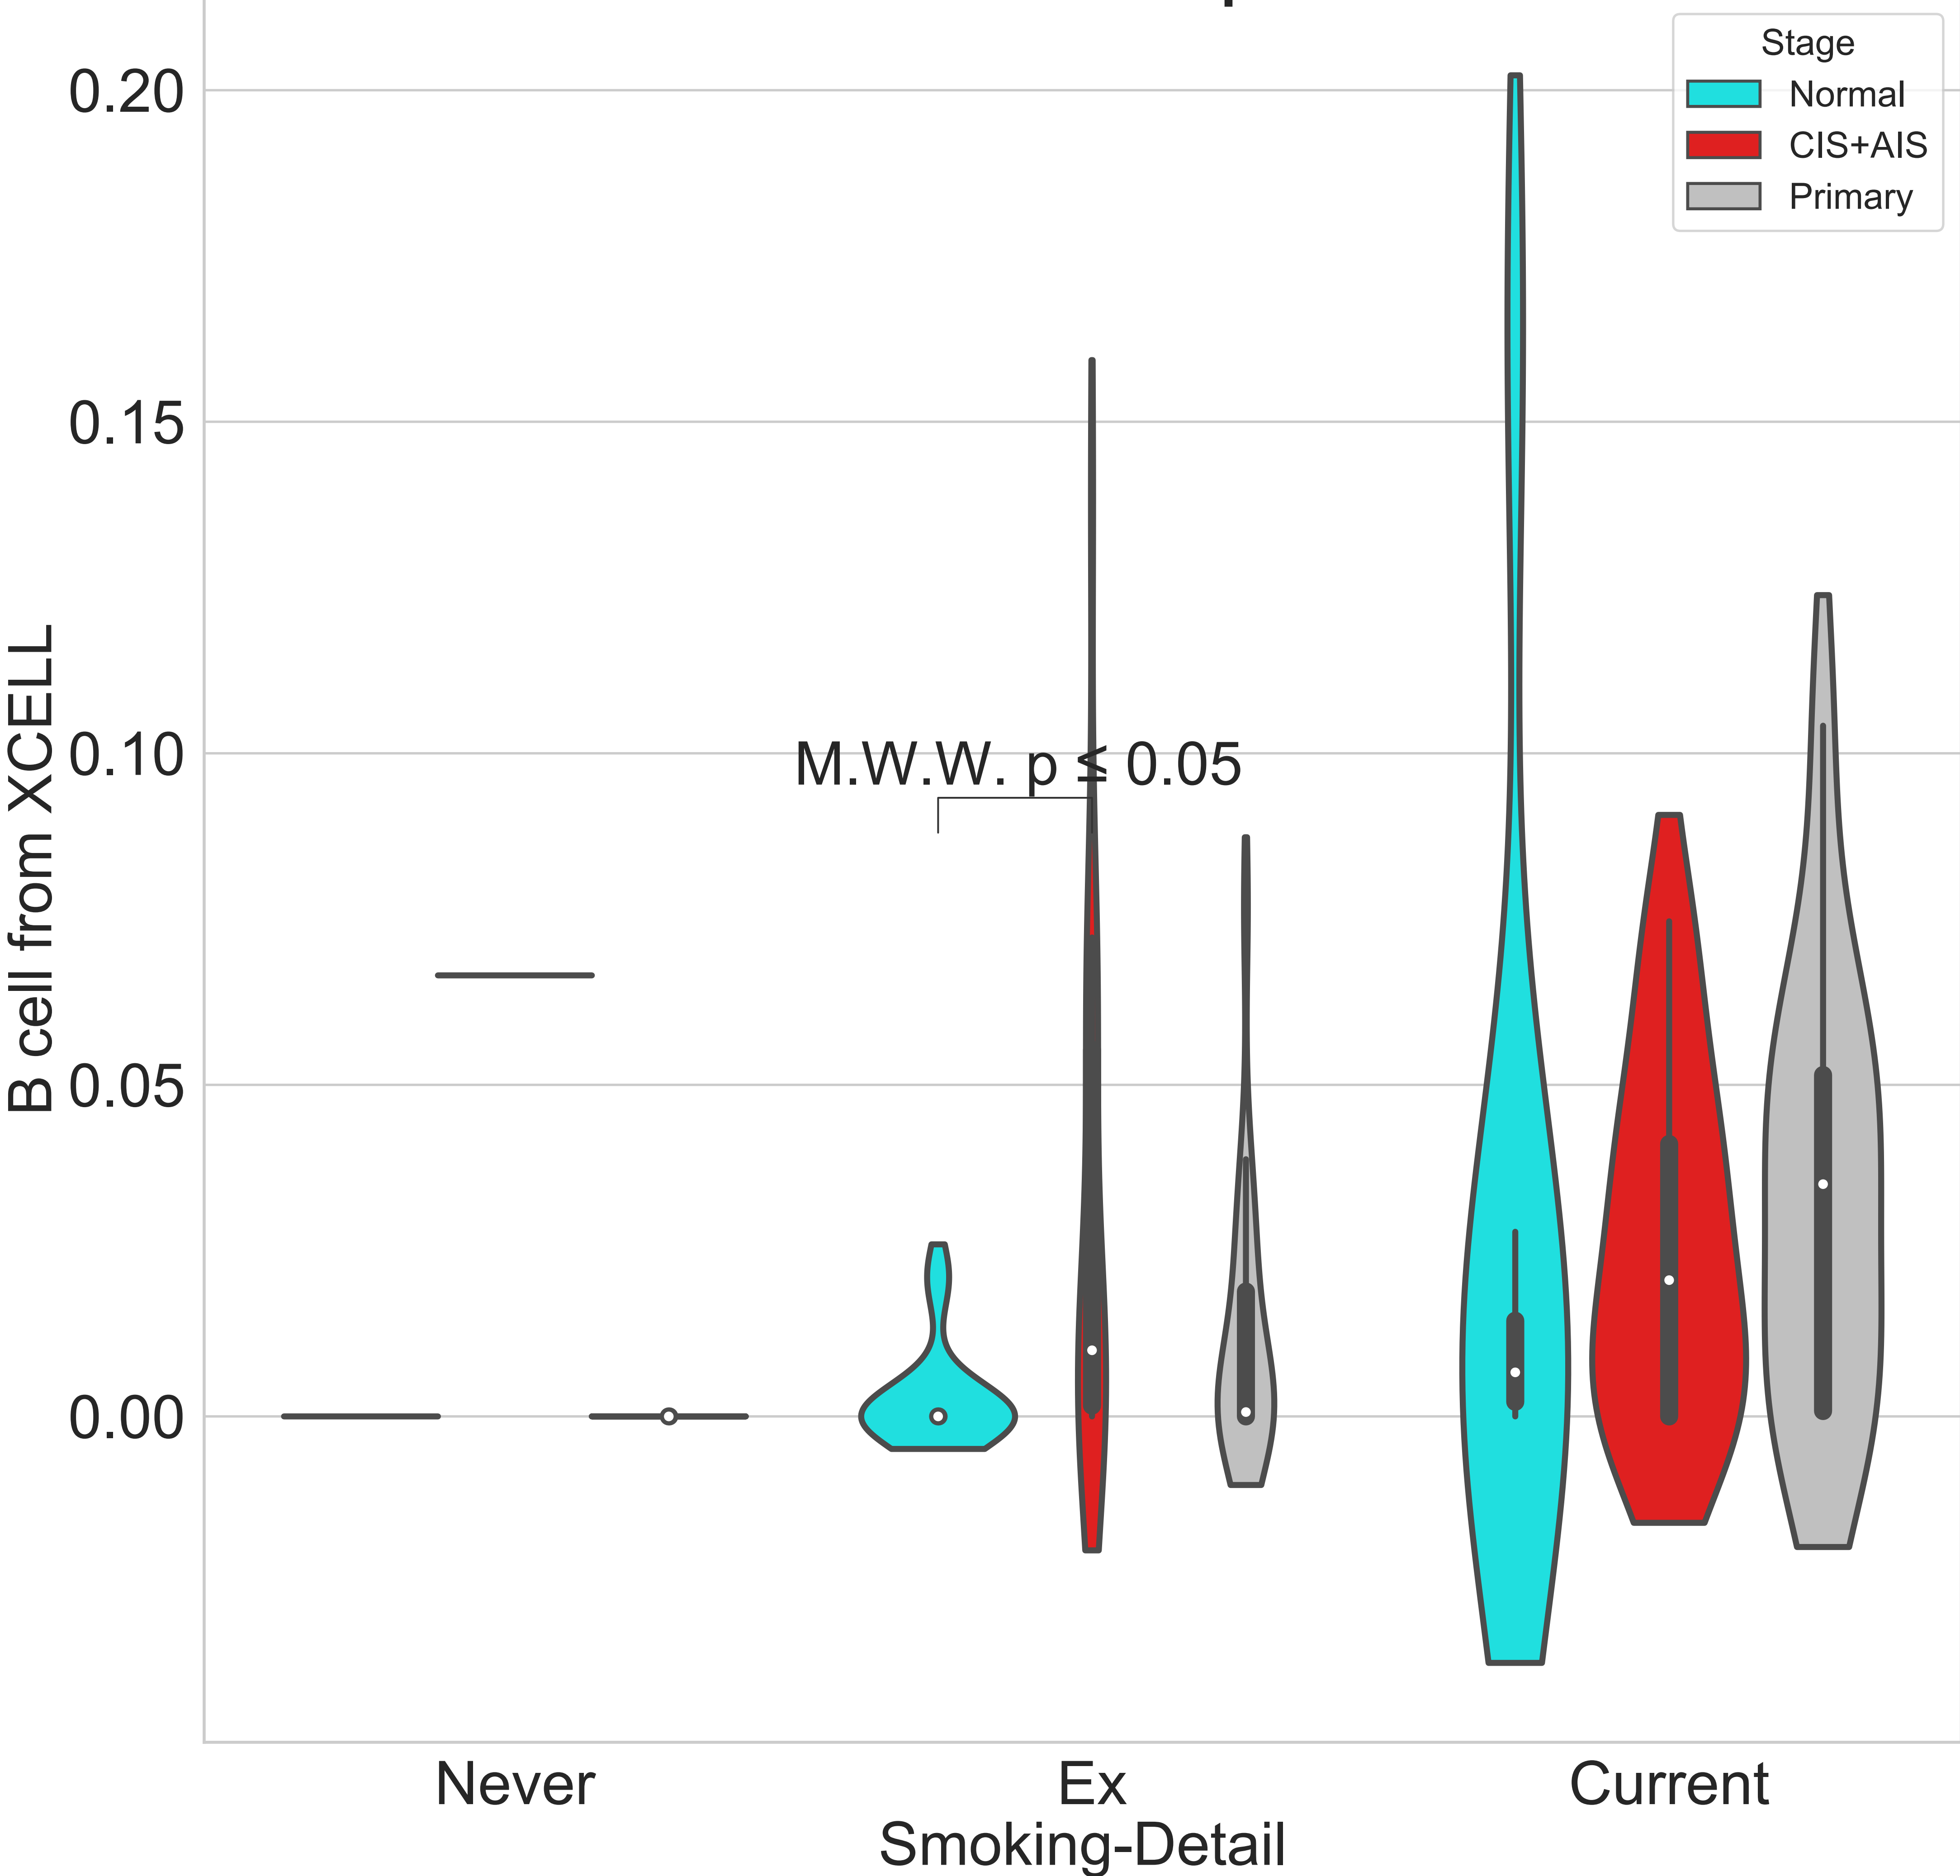 Stage
Normal
CIS+AIS
Primary
B cell from XCELL
0.20
0.15
0.10
0.05
0.00
M.W.W. p ≤ 0.05
Never
Ex
Current
Smoking-Detail